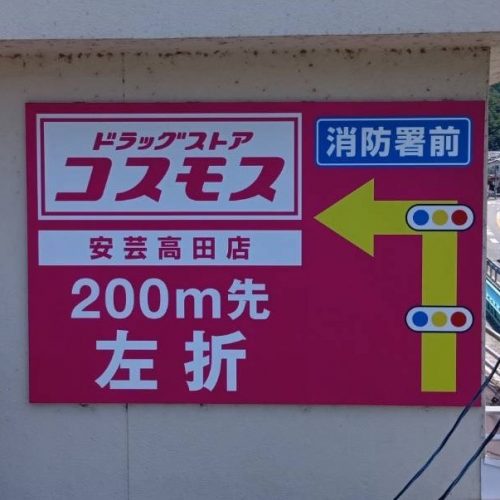 ドラッグストア
コスモス
安芸高田店
200m先
左折
消防署前